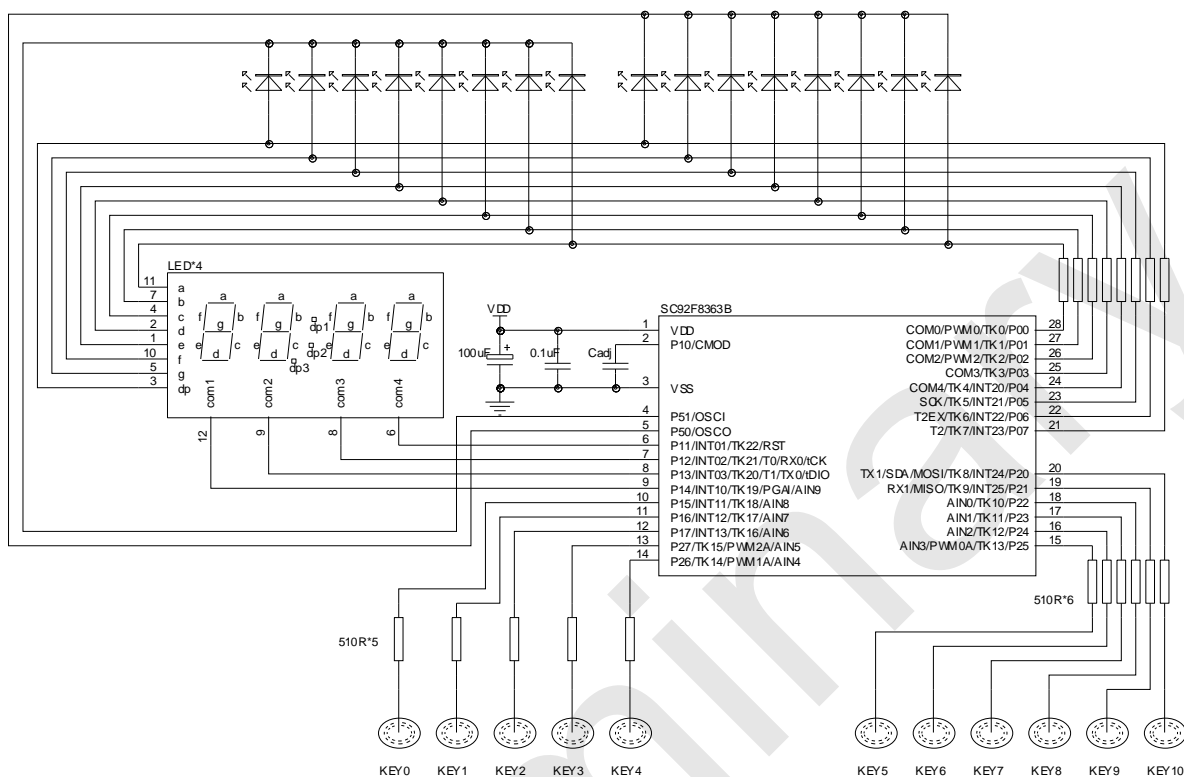 LED*4
11 a
7 b
4 c
2 d
1 e
10 f
5 g
3 dp
a a a a
f b f b f b f b
g g g g
dp1
e c e c dp2 e c e c
d d d d
dp3
com1 com2 com3 com4
12 9 8 6
VDD
100uF + 0.1uF Cadj
SC92F8363B
1 VDD
2 P10/CMOD
3 VSS
4 P51/OSCI
5 P50/OSCO
6 P11/INT01/TK22/RST
7 P12/INT02/TK21/T0/RX0/tCK
8 P13/INT03/TK20/T1/TX0/tDIO
9 P14/INT10/TK19/PGAI/AIN9
10 P15/INT11/TK18/AIN8
11 P16/INT12/TK17/AIN7
12 P17/INT13/TK16/AIN6
13 P27/TK15/PWM2A/AIN5
14 P26/TK14/PWM1A/AIN4
COM0/PWM0/TK0/P00 28
COM1/PWM1/TK1/P01 27
COM2/PWM2/TK2/P02 26
COM3/TK3/P03 25
COM4/TK4/INT20/P04 24
SCK/TK5/INT21/P05 23
T2EX/TK6/INT22/P06 22
T2/TK7/INT23/P07 21
TX1/SDA/MOSI/TK8/INT24/P20 20
RX1/MISO/TK9/INT25/P21 19
AIN0/TK10/P22 18
AIN1/TK11/P23 17
AIN2/TK12/P24 16
AIN3/PWM0A/TK13/P25 15
510R*5
510R*6
KEY0 KEY1 KEY2 KEY3 KEY4 KEY5 KEY6 KEY7 KEY8 KEY9 KEY10
minary